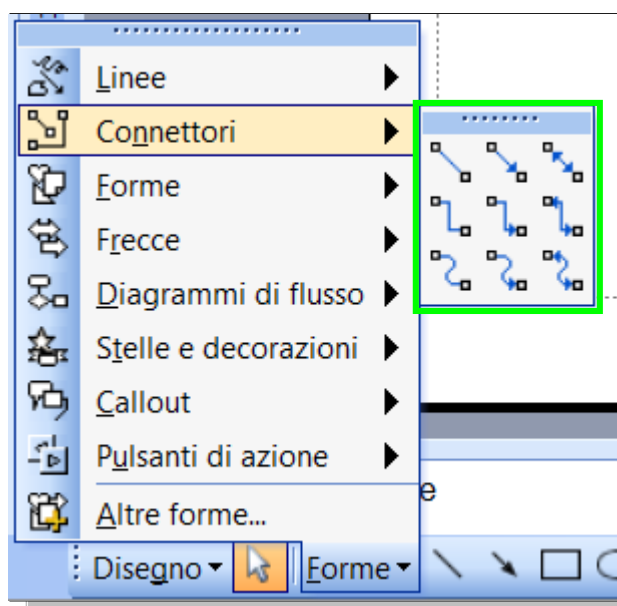 Linee
Connettori
Forme
Frecce
Diagrammi di flusso
Stelle e decorazioni
Callout
Pulsanti di azione
e
Altre forme...
Disegno Forme